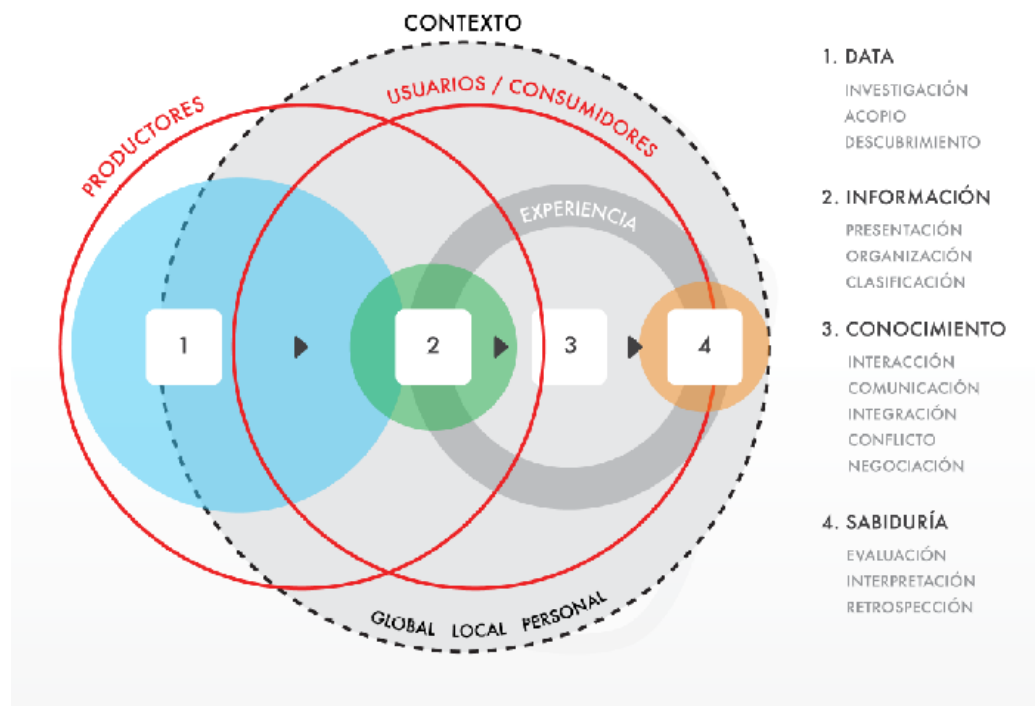 CONTEXTO
PRODUCTORES
USUARIOS / CONSUMIDORES
EXPERIENCIA
1
2
3
4
GLOBAL LOCAL PERSONAL
1. DATA
INVESTIGACIÓN
ACOPIO
DESCUBRIMIENTO
2. INFORMACIÓN
PRESENTACIÓN
ORGANIZACIÓN
CLASIFICACIÓN
3. CONOCIMIENTO
INTERACCIÓN
COMUNICACIÓN
INTEGRACIÓN
CONFLICTO
NEGOCIACIÓN
4. SABIDURÍA
EVALUACIÓN
INTERPRETACIÓN
RETROSPECCIÓN